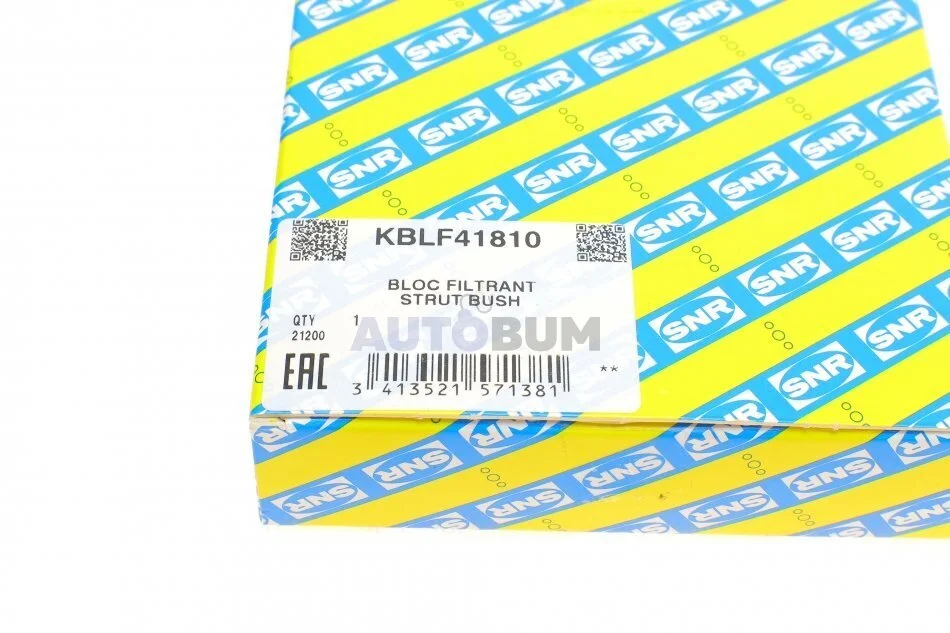 KBLF41810
BLOC FILTRANT
STRUT BUSH
QTY 1
21200
AUTOBUM
EAC
3 413521 571381 **
SNR